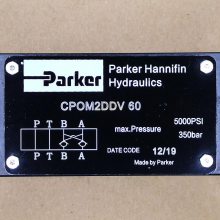 Parker
Parker Hannifin
Hydraulics
CPOM2DDV 60
P T B A
P T B A
5000PSI
max.Pressure 350bar
DATE CODE 12/19
Made by Parker